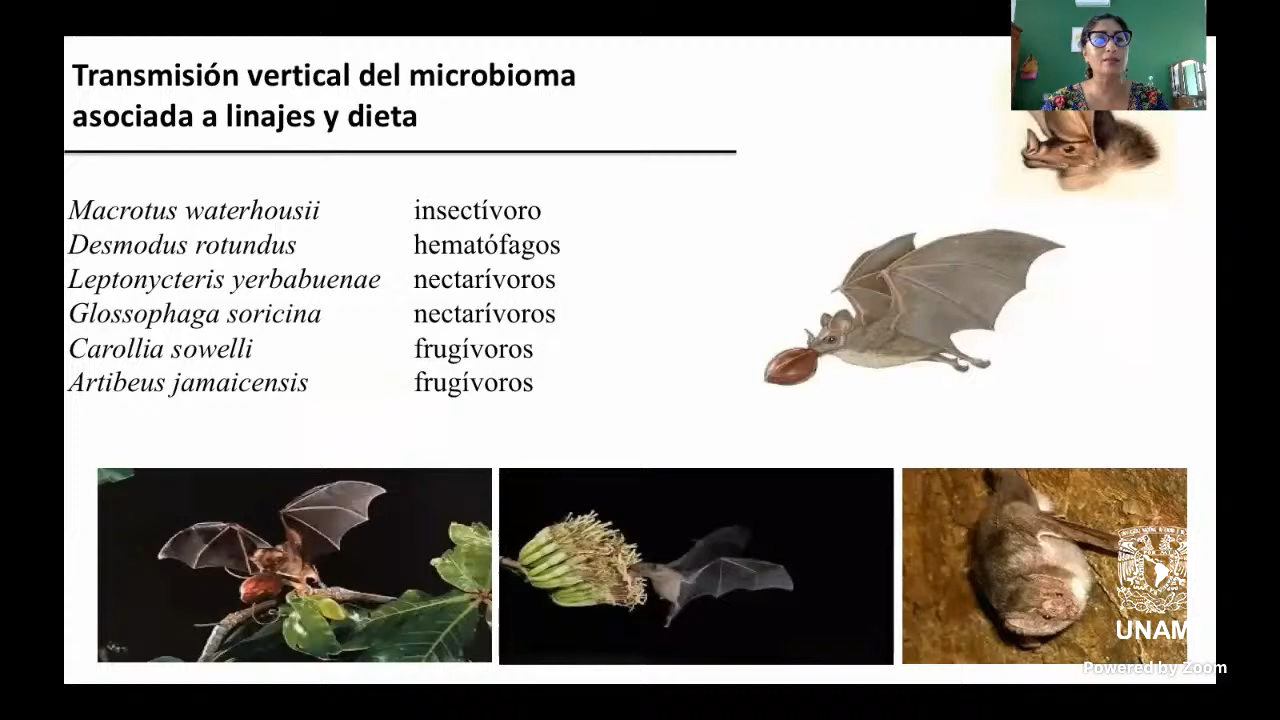 Transmisión vertical del microbioma
asociada a linajes y dieta
Macrotus waterhousii insectívoro
Desmodus rotundus hematófagos
Leptonycteris yerbabuenae nectarívoros
Glossophaga soricina nectarívoros
Carollia sowelli frugívoros
Artibeus jamaicensis frugívoros
UNAM
Powered by Zoom